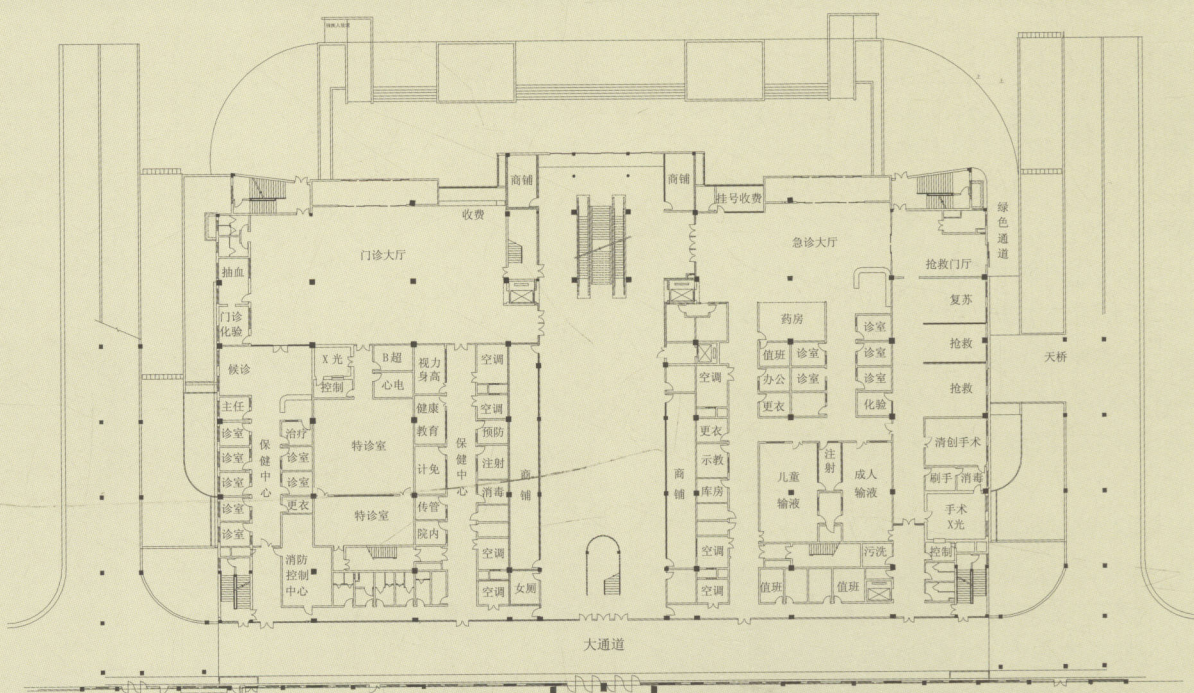 商铺
商铺
挂号收费
收费
绿色通道
门诊大厅
急诊大厅
抢救门厅
抽血
复苏
门诊
化验
药房
诊室
抢救
天桥
候诊
X 光
控制
B超
心电
视力
身高
空调
空调
值班
诊室
诊室
办公
诊室
诊室
抢救
主任
健康
教育
空调
更衣
化验
诊室
治疗
保健中心
特诊室
保健中心
预防
更衣
清创手术
诊室
诊室
计免
注射
商铺
商铺
示教
儿童
输液
注射
成人
输液
诊室
诊室
消毒
库房
刷手
消毒
诊室
更衣
特诊室
传管
手术
X光
诊室
院内
消防
控制
中心
空调
空调
污洗
控制
空调
女厕
空调
值班
值班
大通道